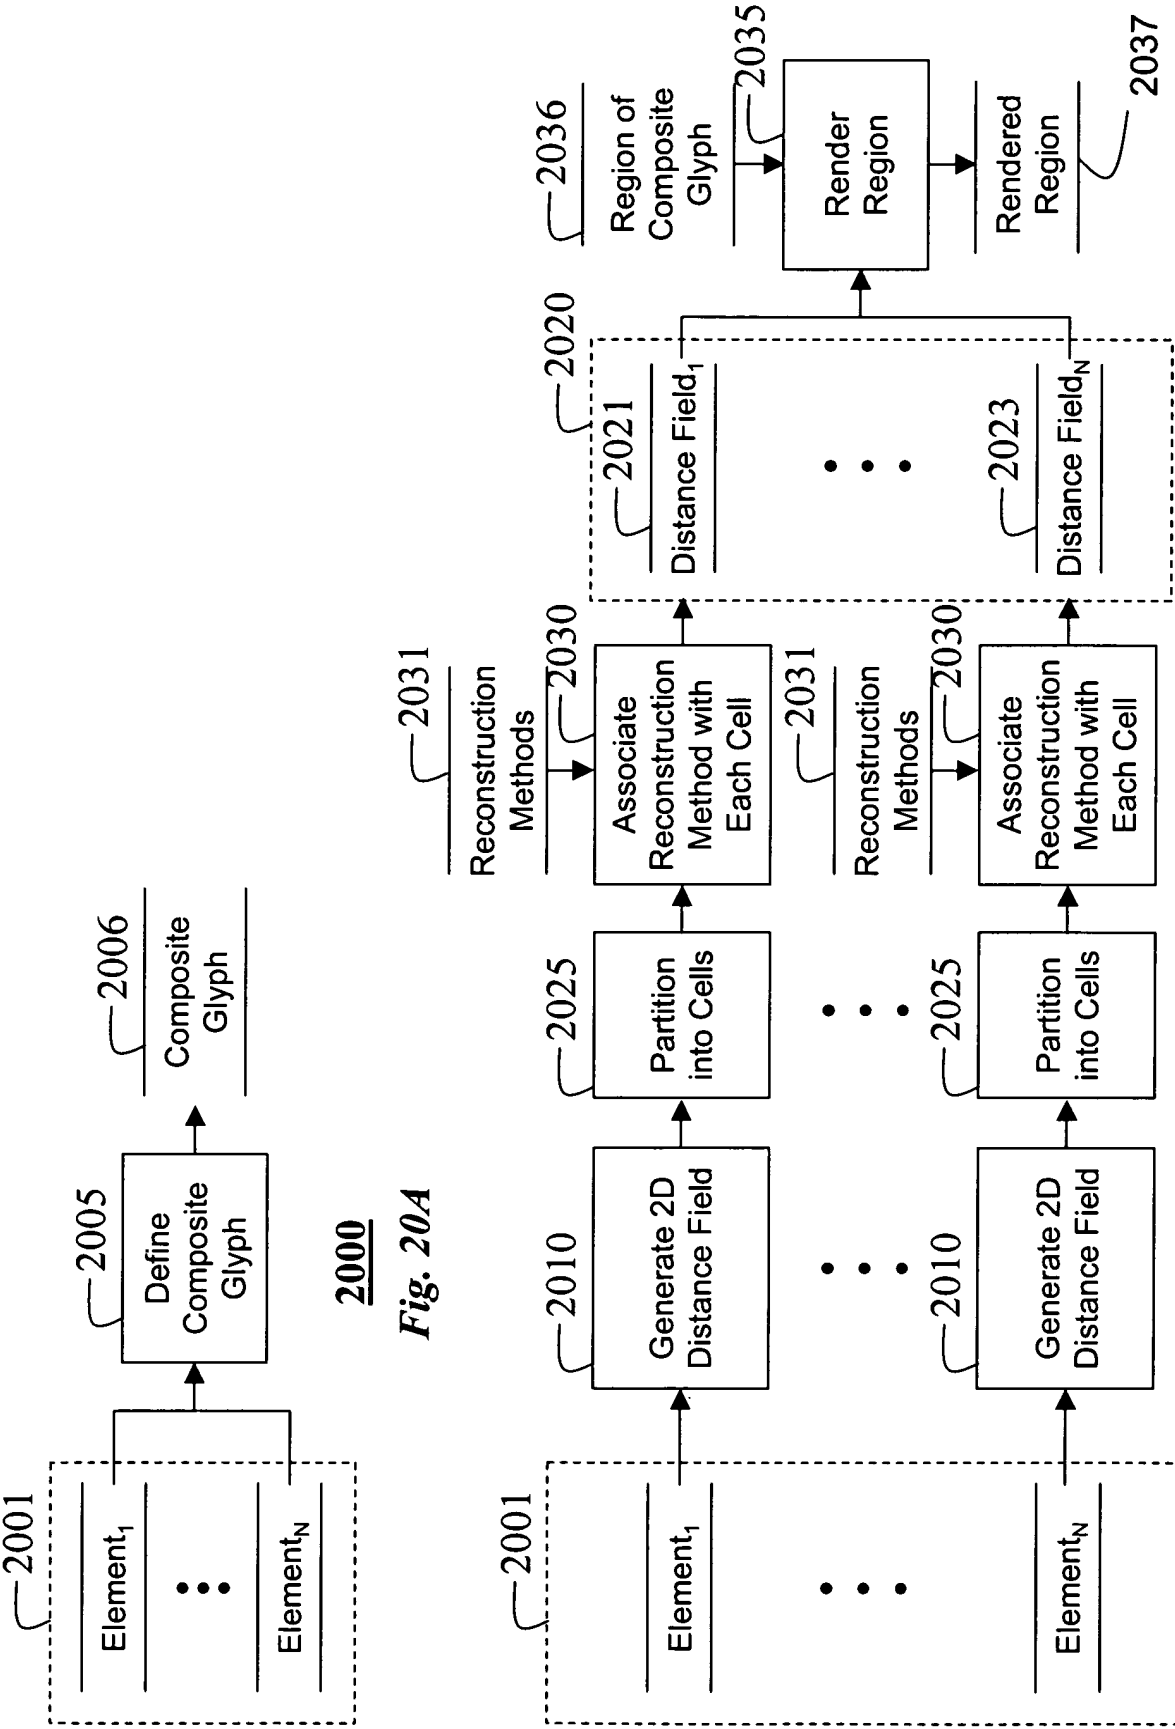 2001
Element₁
Element_N
2005
Define
Composite
Glyph
2006
Composite
Glyph
2000
Fig. 20A
2001
Element₁
2010
Generate 2D
Distance Field
2025
Partition
into Cells
2031
Reconstruction
Methods
2030
Associate
Reconstruction
Method with
Each Cell
2020
2021
Distance Field₁
Element_N
2010
Generate 2D
Distance Field
2025
Partition
into Cells
2031
Reconstruction
Methods
2030
Associate
Reconstruction
Method with
Each Cell
2023
Distance Field_N
2036
Region of
Composite
Glyph
2035
Render
Region
Rendered
Region
2037